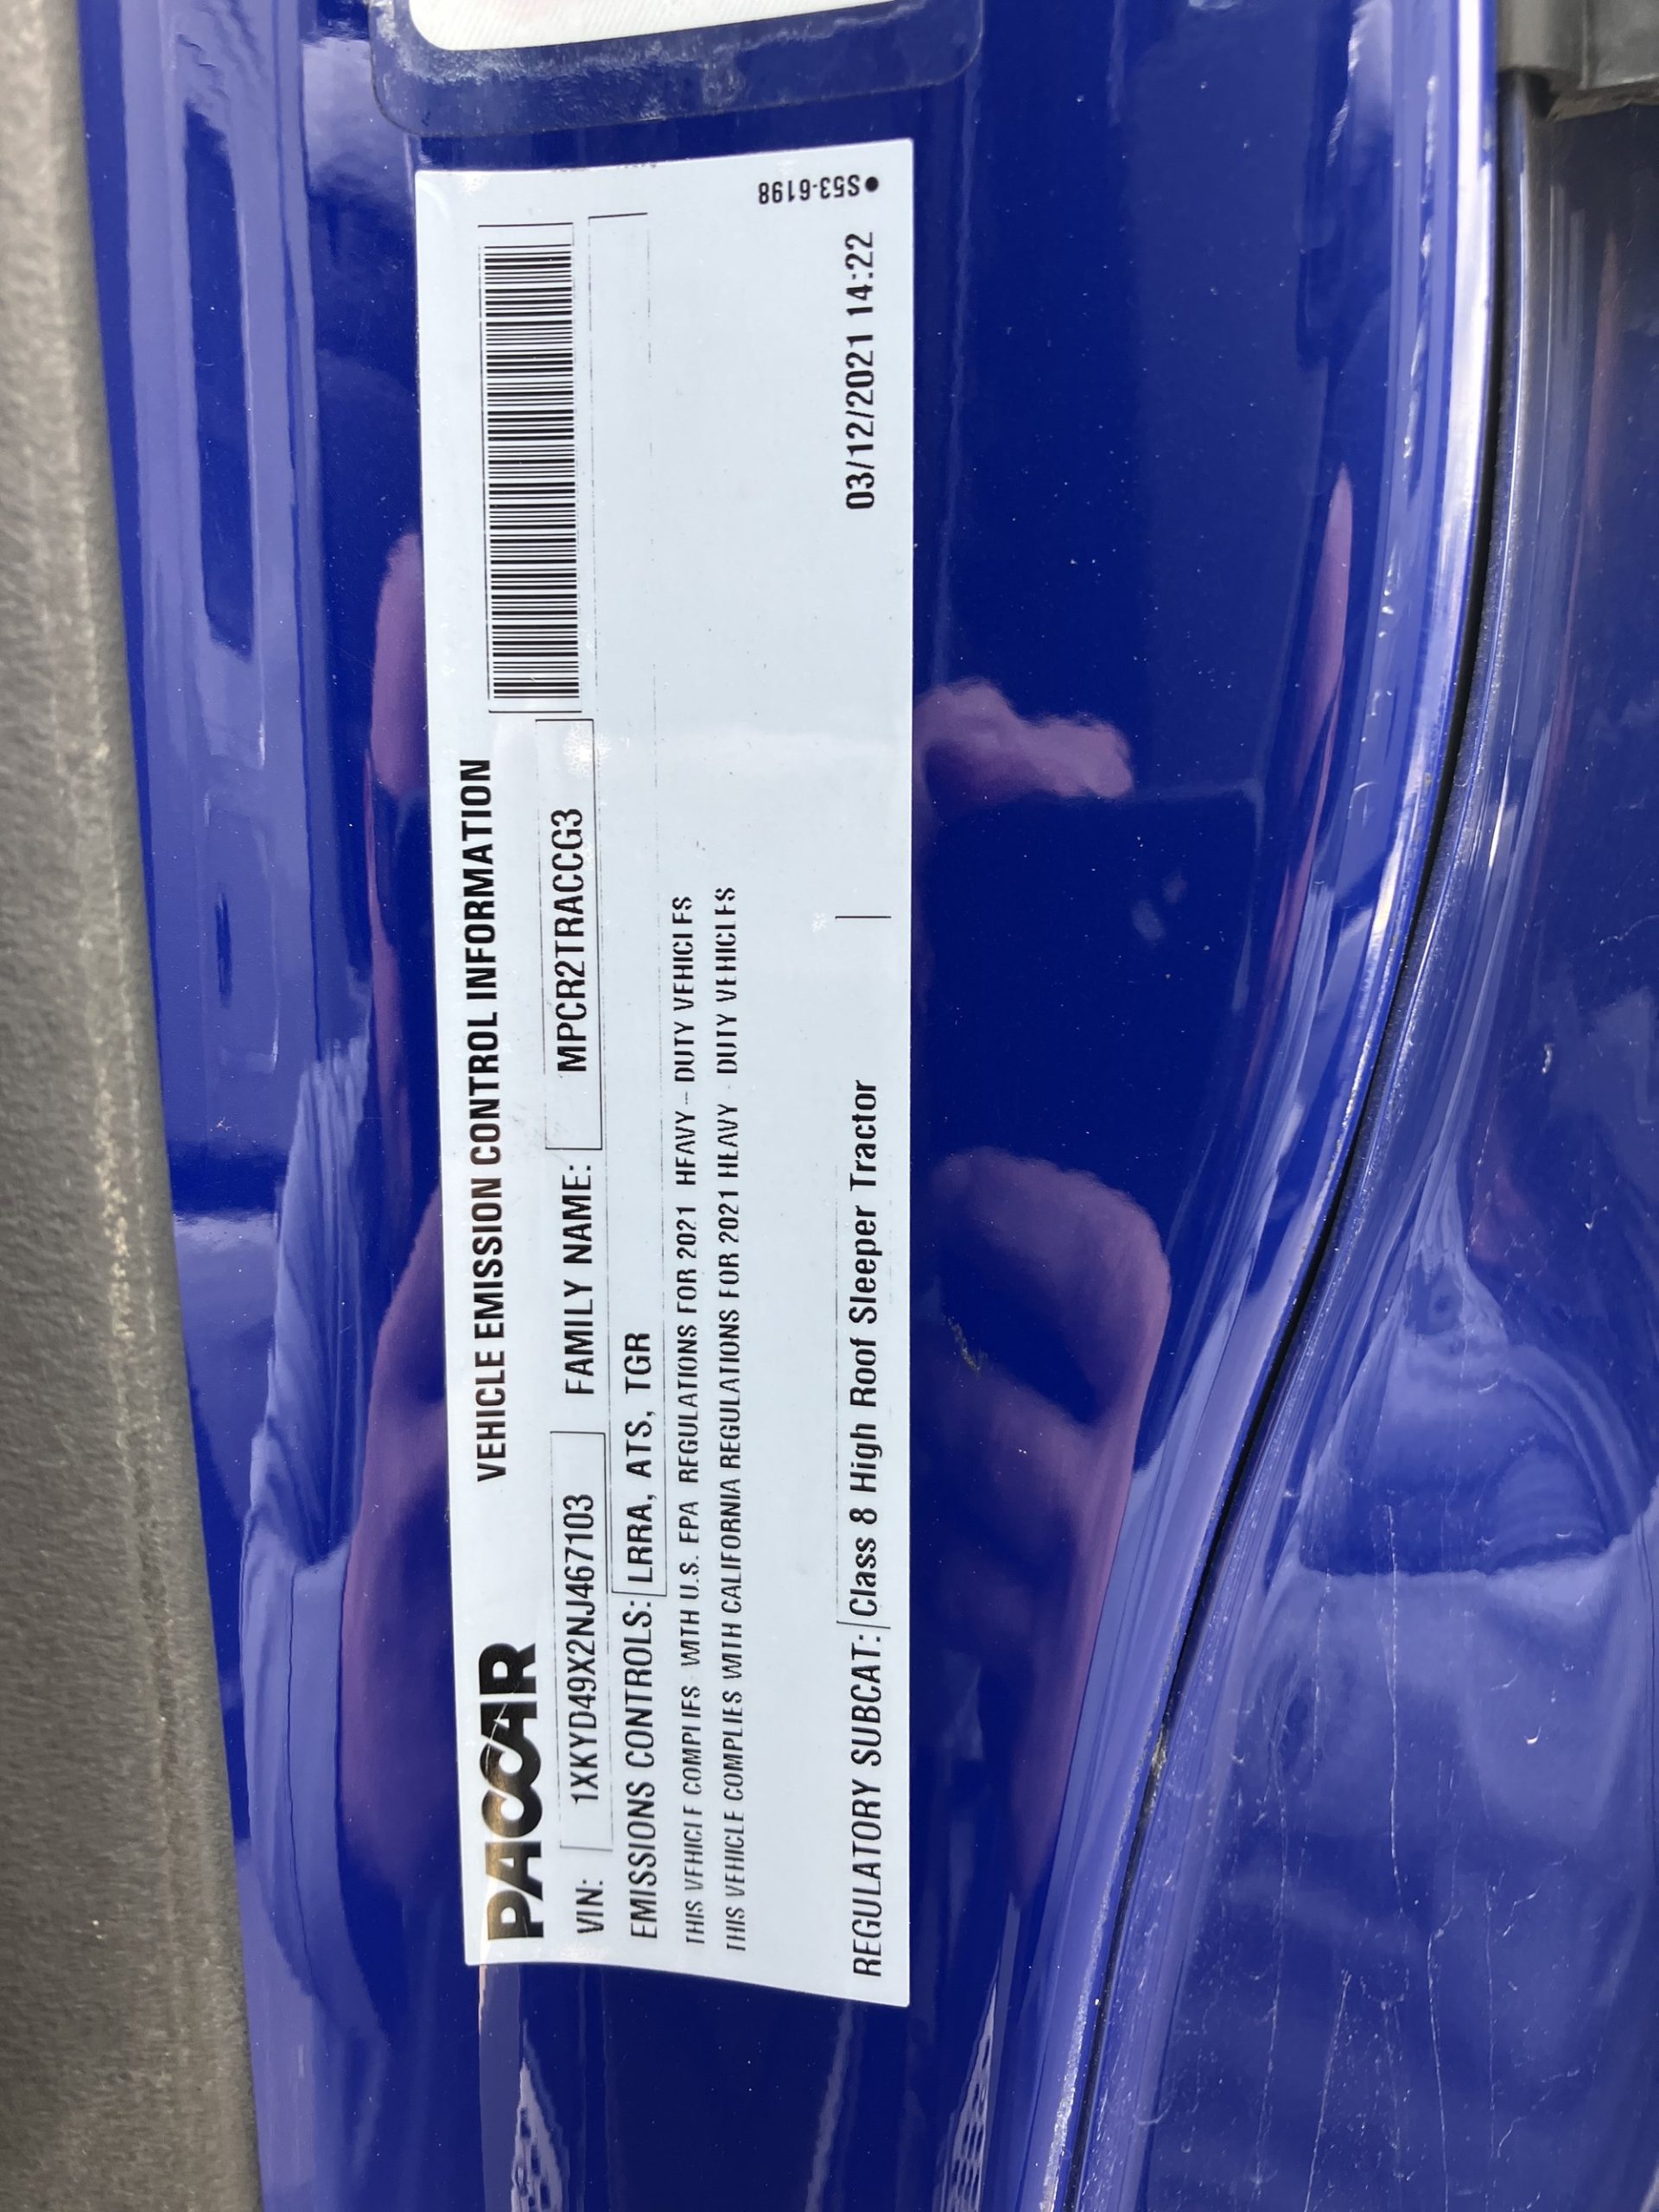 PACCAR VEHICLE EMISSION CONTROL INFORMATION
VIN: 1XKYD49X2NJ467103 FAMILY NAME: MPCR2TRACCG3
EMISSIONS CONTROLS: LRRA, ATS, TGR
THIS VEHICLE COMPLIES WITH U.S. EPA REGULATIONS FOR 2021 HEAVY - DUTY VEHICLES
THIS VEHICLE COMPLIES WITH CALIFORNIA REGULATIONS FOR 2021 HEAVY - DUTY VEHICLES
REGULATORY SUBCAT: Class 8 High Roof Sleeper Tractor 03/12/2021 14:22
•S53-6198